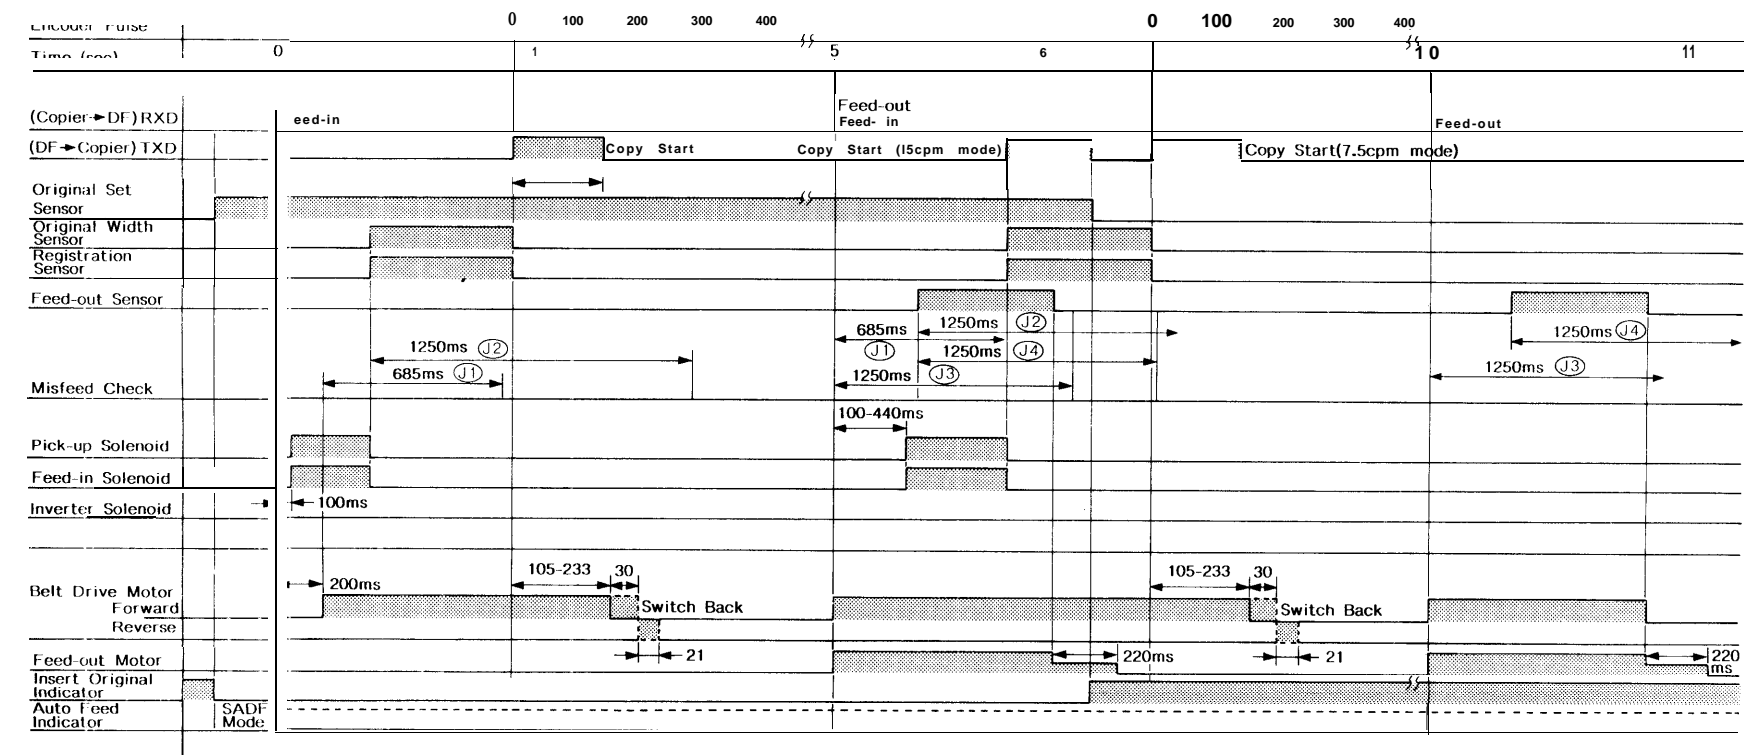 Encoder Pulse 0 100 200 300 400 0 100 200 300 400
Time (sec) 0 1 5 6 10 11
(Copier→DF) RXD eed-in Feed-out Feed-out
Feed- in
(DF→Copier) TXD Copy Start Copy Start (15cpm mode) Copy Start(7.5cpm mode)
Original Set
Sensor
Original Width
Sensor
Registration
Sensor
Feed-out Sensor
1250ms J2 685ms 1250ms J2 1250ms J4
J1 1250ms J4
685ms J1 1250ms J3 1250ms J3
Misfeed Check
100-440ms
Pick-up Solenoid
Feed-in Solenoid
100ms
Inverter Solenoid
105-233 30 105-233 30
200ms
Belt Drive Motor
Forward Switch Back Switch Back
Reverse
21 220ms 21 220
ms
Feed-out Motor
Insert Original
Indicator
Auto Feed SADF
Indicator Mode